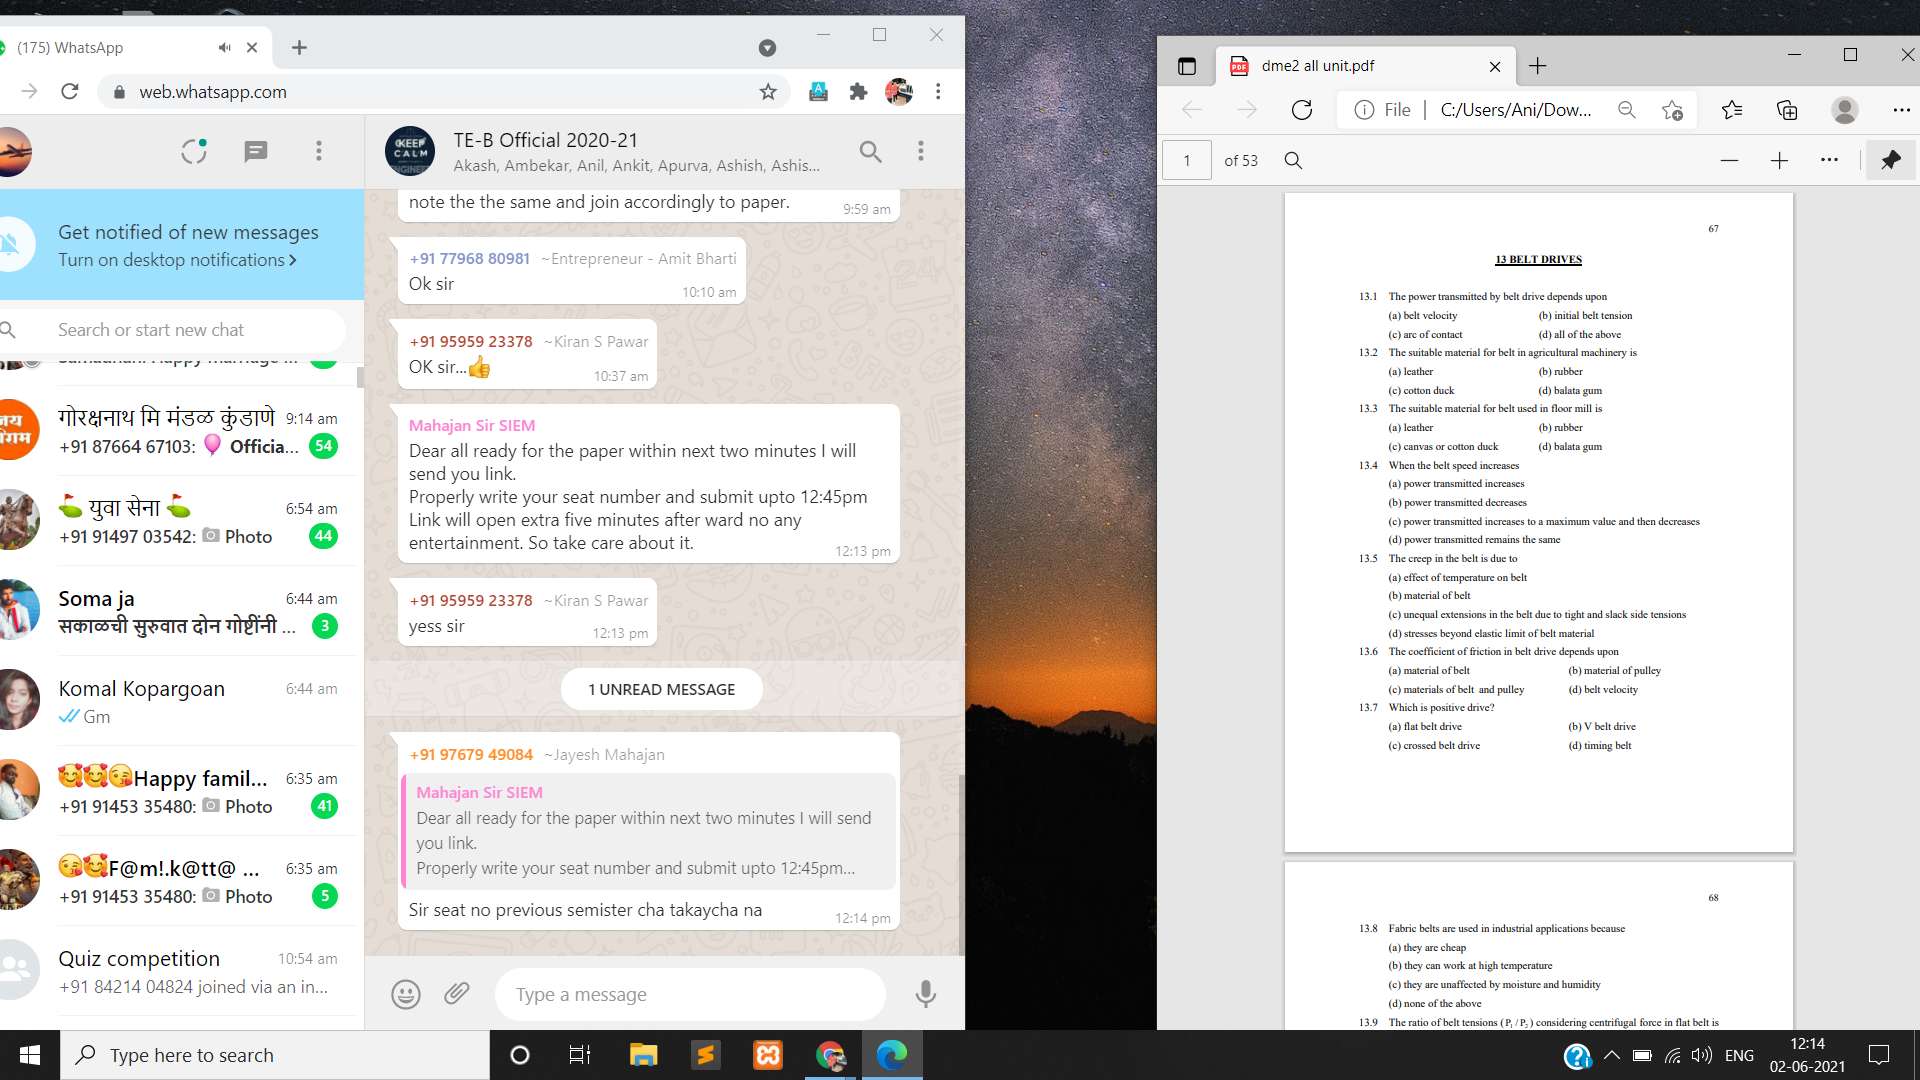 (175) WhatsApp
web.whatsapp.com
TE-B Official 2020-21
Akash, Ambekar, Anil, Ankit, Apurva, Ashish, Ashis...
Get notified of new messages
Turn on desktop notifications >
Search or start new chat
गोरक्षनाथ मि मंडळ कुंडाणे 9:14 am
+91 87664 67103: 🎈 Officia... 54
⛳ युवा सेना ⛳ 6:54 am
+91 91497 03542: Photo 44
Soma ja 6:44 am
सकाळची सुरुवात दोन गोष्टींनी ... 3
Komal Kopargoan 6:44 am
Gm
🥰🥰😘Happy famil... 6:35 am
+91 91453 35480: Photo 41
😘🥰F@m!.k@tt@ ... 6:35 am
+91 91453 35480: Photo 5
Quiz competition 10:54 am
+91 84214 04824 joined via an in...
KEEP
CALM
note the the same and join accordingly to paper. 9:59 am
+91 77968 80981 ~Entrepreneur - Amit Bharti
Ok sir 10:10 am
+91 95959 23378 ~Kiran S Pawar
OK sir...👍 10:37 am
Mahajan Sir SIEM
Dear all ready for the paper within next two minutes I will
send you link.
Properly write your seat number and submit upto 12:45pm
Link will open extra five minutes after ward no any
entertainment. So take care about it. 12:13 pm
+91 95959 23378 ~Kiran S Pawar
yess sir 12:13 pm
1 UNREAD MESSAGE
+91 97679 49084 ~Jayesh Mahajan
Mahajan Sir SIEM
Dear all ready for the paper within next two minutes I will send
you link.
Properly write your seat number and submit upto 12:45pm...
Sir seat no previous semister cha takaycha na 12:14 pm
Type a message
dme2 all unit.pdf
File | C:/Users/Ani/Dow...
1 of 53
67
13 BELT DRIVES
13.1 The power transmitted by belt drive depends upon
(a) belt velocity (b) initial belt tension
(c) arc of contact (d) all of the above
13.2 The suitable material for belt in agricultural machinery is
(a) leather (b) rubber
(c) cotton duck (d) balata gum
13.3 The suitable material for belt used in floor mill is
(a) leather (b) rubber
(c) canvas or cotton duck (d) balata gum
13.4 When the belt speed increases
(a) power transmitted increases
(b) power transmitted decreases
(c) power transmitted increases to a maximum value and then decreases
(d) power transmitted remains the same
13.5 The creep in the belt is due to
(a) effect of temperature on belt
(b) material of belt
(c) unequal extensions in the belt due to tight and slack side tensions
(d) stresses beyond elastic limit of belt material
13.6 The coefficient of friction in belt drive depends upon
(a) material of belt (b) material of pulley
(c) materials of belt and pulley (d) belt velocity
13.7 Which is positive drive?
(a) flat belt drive (b) V belt drive
(c) crossed belt drive (d) timing belt
68
13.8 Fabric belts are used in industrial applications because
(a) they are cheap
(b) they can work at high temperature
(c) they are unaffected by moisture and humidity
(d) none of the above
13.9 The ratio of belt tensions (P₁ / P₂) considering centrifugal force in flat belt is
Type here to search
ENG
12:14
02-06-2021